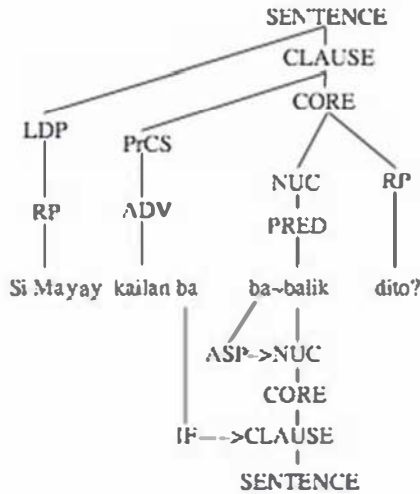 SENTENCE
CLAUSE
LDP PrCS CORE
NUC RP
RP ADV PRED
Si Mayay kailan ba ba~balik dito?
ASP->NUC
CORE
IF--->CLAUSE
SENTENCE